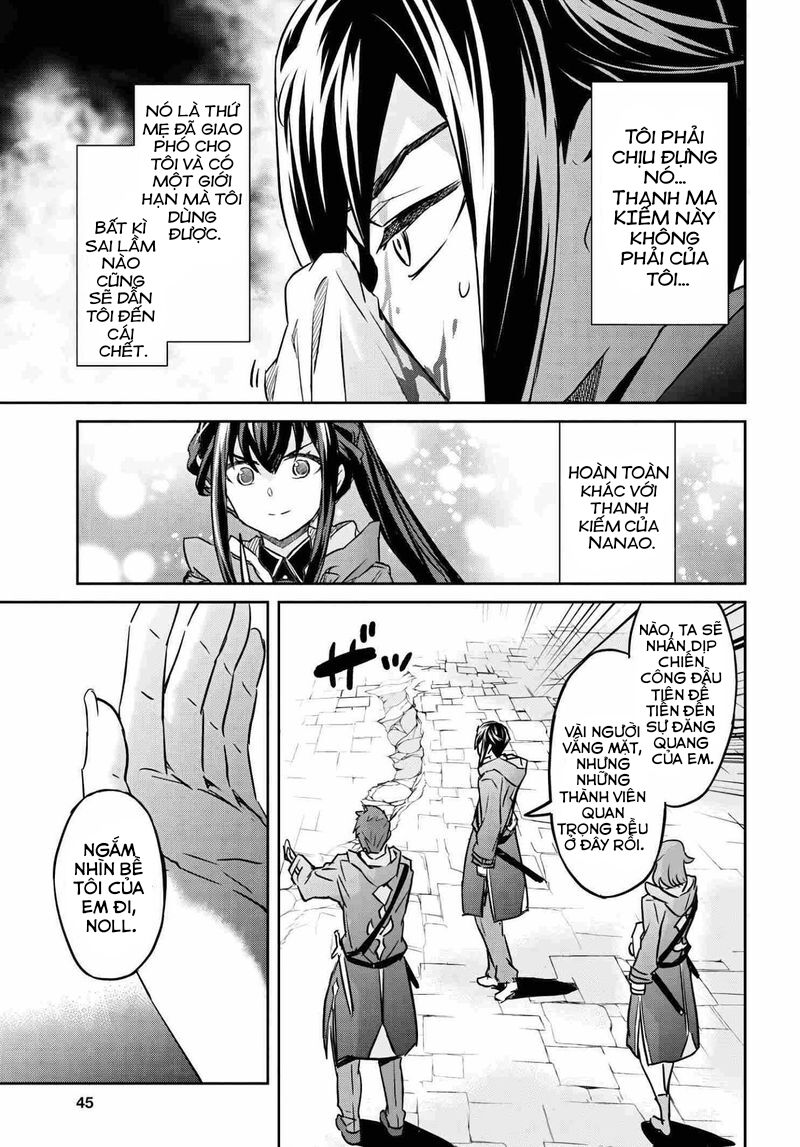 TÔI PHẢI
CHỊU ĐỰNG
NÓ...
THANH MA
KIẾM NÀY
KHÔNG
PHẢI CỦA
TÔI...
NÓ LÀ THỨ
MẸ ĐÃ GIAO
PHÓ CHO
TÔI VÀ CÓ
MỘT GIỚI
HẠN MÀ TÔI
DÙNG
ĐƯỢC.
BẤT KÌ
SAI LẦM
NÀO CŨNG
SẼ DẪN
TÔI ĐẾN
CÁI
CHẾT.
HOÀN TOÀN
KHÁC VỚI
THANH
KIẾM CỦA
NANAO.
NÀO, TA SẼ
NHÂN DỊP
CHIẾN
CÔNG ĐẦU
TIÊN ĐỂ
TIẾN ĐẾN
SỰ ĐĂNG
QUANG
CỦA EM.
VÀI NGƯỜI
VẮNG MẶT,
NHƯNG
NHỮNG
THÀNH VIÊN
QUAN
TRỌNG ĐỀU
Ở ĐÂY RỒI.
ザッ
NGẮM
NHÌN BỀ
TÔI CỦA
EM ĐI,
NOLL.
45